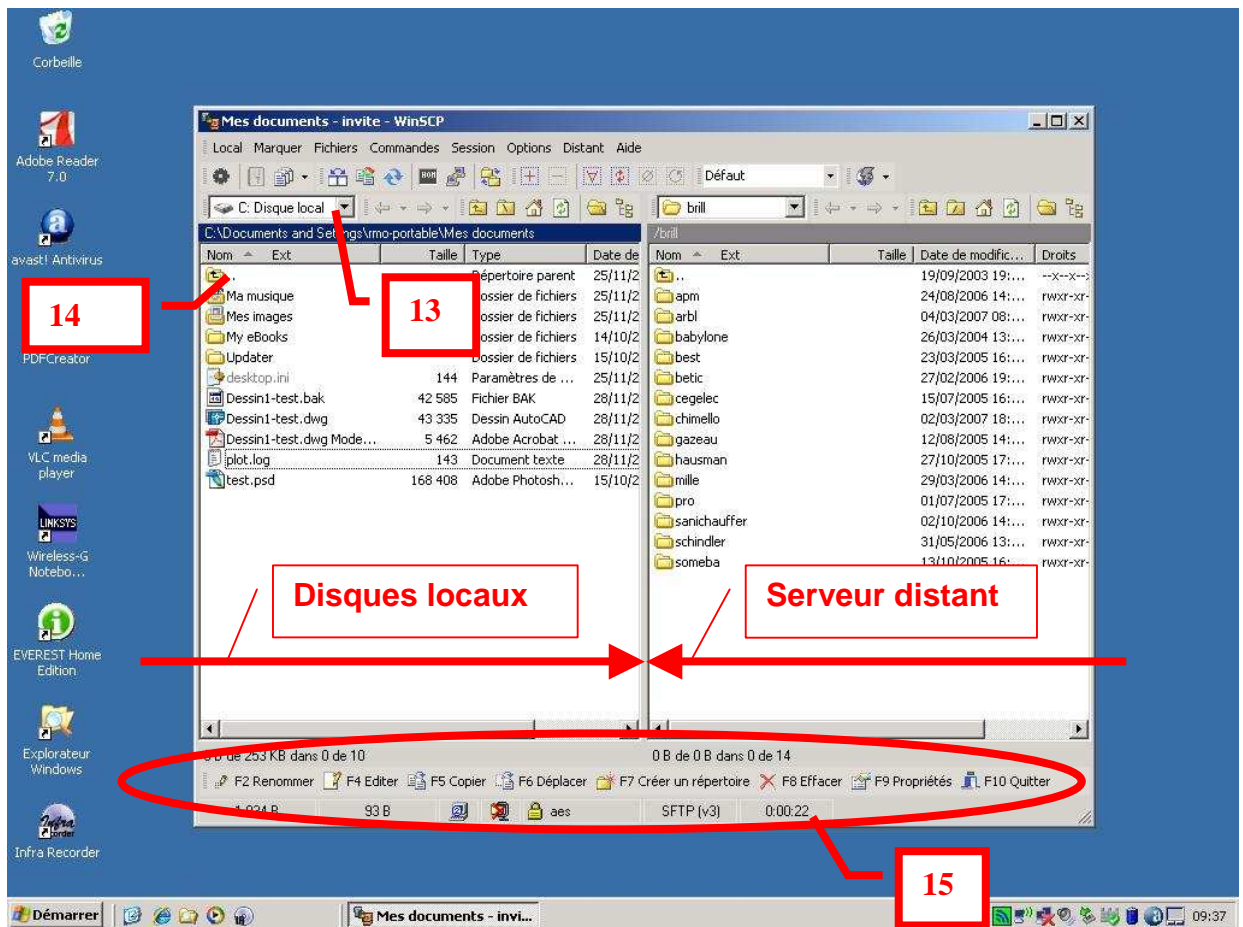 Corbeille
Adobe Reader
7.0
avast! Antivirus
PDFCreator
VLC media
player
LINKSYS
Wireless-G
Notebo...
EVEREST Home
Edition
Explorateur
Windows
Infra Recorder
Mes documents - invite - WinSCP
Local Marquer Fichiers Commandes Session Options Distant Aide
Défaut
C: Disque local
brill
C:\Documents and Settings\rmo-portable\Mes documents
/brill
Nom Ext Taille Type Date de
Nom Ext Taille Date de modific... Droits
.. Répertoire parent 25/11/2
Ma musique Dossier de fichiers 25/11/2
Mes images Dossier de fichiers 25/11/2
My eBooks Dossier de fichiers 14/10/2
Updater Dossier de fichiers 15/10/2
desktop.ini 144 Paramètres de ... 25/11/2
Dessin1-test.bak 42 585 Fichier BAK 28/11/2
Dessin1-test.dwg 43 335 Dessin AutoCAD 28/11/2
Dessin1-test.dwg Mode... 5 462 Adobe Acrobat ... 28/11/2
plot.log 143 Document texte 28/11/2
test.psd 168 408 Adobe Photosh... 15/10/2
.. 19/09/2003 19:... --x--x--
apm 24/08/2006 14:... rwxr-xr-
arbl 04/03/2007 08:... rwxr-xr-
babylone 26/03/2004 13:... rwxr-xr-
best 23/03/2005 16:... rwxr-xr-
betic 27/02/2006 19:... rwxr-xr-
cegelec 15/07/2005 16:... rwxr-xr-
chimello 02/03/2007 18:... rwxr-xr-
gazeau 12/08/2005 14:... rwxr-xr-
hausman 27/10/2005 17:... rwxr-xr-
mille 29/03/2006 14:... rwxr-xr-
pro 01/07/2005 17:... rwxr-xr-
sanichauffer 02/10/2006 14:... rwxr-xr-
schindler 31/05/2006 13:... rwxr-xr-
someba 13/10/2005 16:... rwxr-xr-
14
13
Disques locaux
Serveur distant
0 B de 253 KB dans 0 de 10
0 B de 0 B dans 0 de 14
F2 Renommer F4 Editer F5 Copier F6 Déplacer F7 Créer un répertoire F8 Effacer F9 Propriétés F10 Quitter
93 B aes SFTP (v3) 0:00:22
15
Démarrer
Mes documents - invi...
09:37